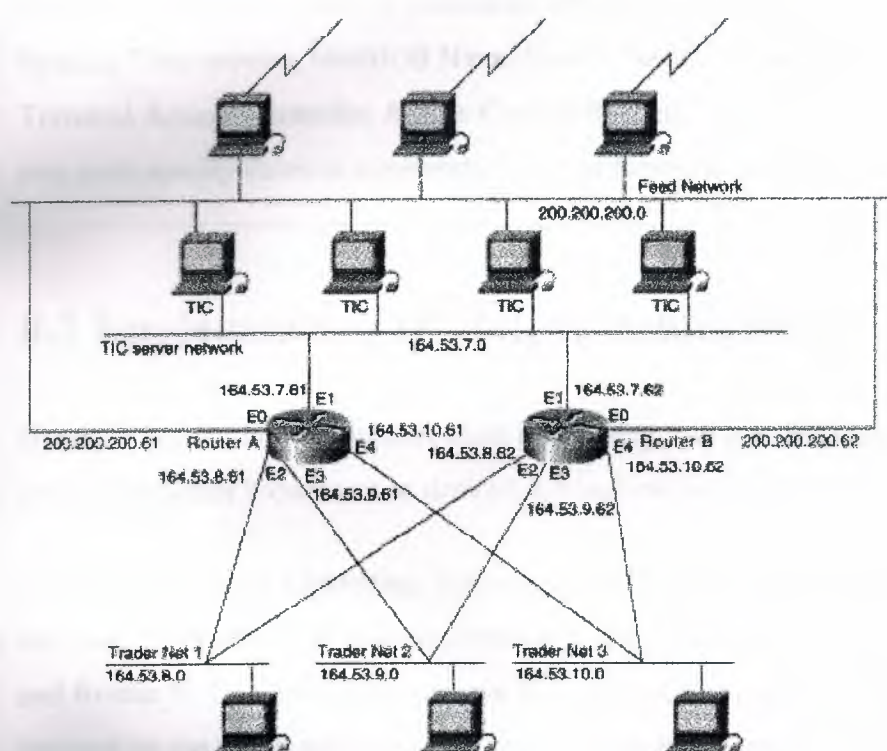 Feed Network
200.200.200.0
TIC TIC TIC TIC
TIC server network 164.53.7.0
164.53.7.61 E1 E1 164.53.7.62
E0 E0
200.200.200.61 Router A 164.53.10.61 E4 164.53.8.62 E4 Router B 200.200.200.62
164.53.8.61 E2 E3 E2 E3 164.53.10.62
164.53.9.61 164.53.9.62
Trader Net 1 Trader Net 2 Trader Net 3
164.53.8.0 164.53.9.0 164.53.10.0